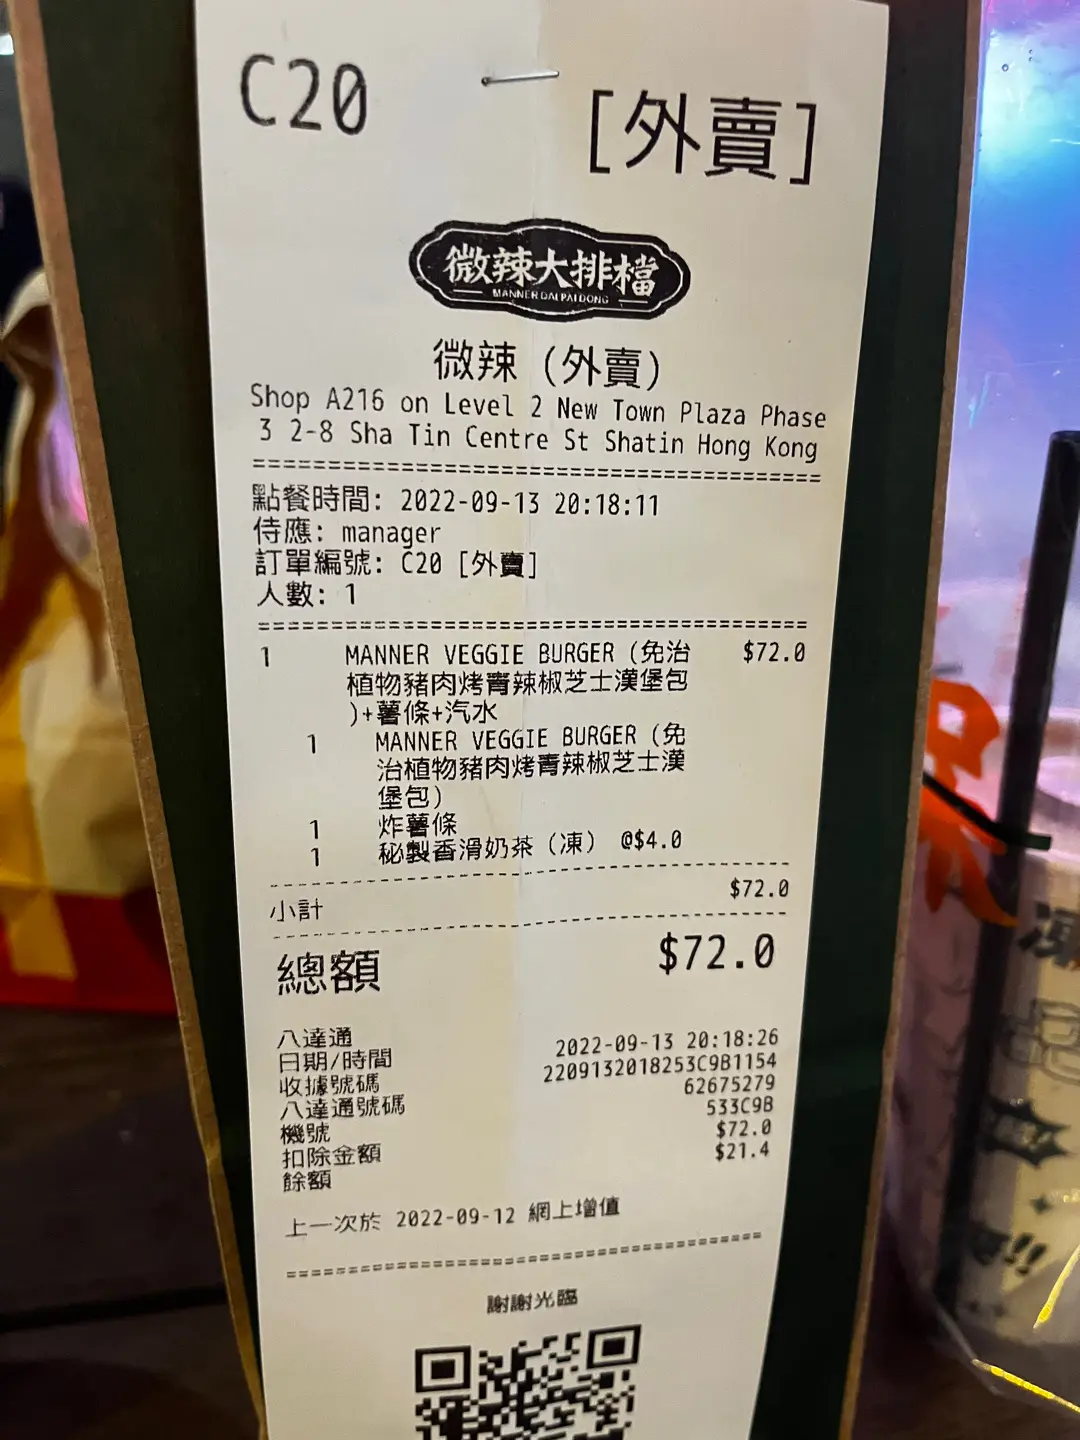 C20
[外賣]
微辣大排檔
MANNER DAI PAI DONG
微辣 (外賣)
Shop A216 on Level 2 New Town Plaza Phase
3 2-8 Sha Tin Centre St Shatin Hong Kong
點餐時間: 2022-09-13 20:18:11
侍應: manager
訂單編號: C20 [外賣]
人數: 1
1 MANNER VEGGIE BURGER (免治 $72.0
植物豬肉烤青辣椒芝士漢堡包
)+薯條+汽水
1 MANNER VEGGIE BURGER (免
治植物豬肉烤青辣椒芝士漢
堡包)
1 炸薯條
1 秘製香滑奶茶 (凍) @$4.0
小計 $72.0
總額 $72.0
八達通
日期/時間 2022-09-13 20:18:26
收據號碼 2209132018253C9B1154
八達通號碼 62675279
機號 533C9B
扣除金額 $72.0
餘額 $21.4
上一次於 2022-09-12 網上增值
謝謝光臨
凍